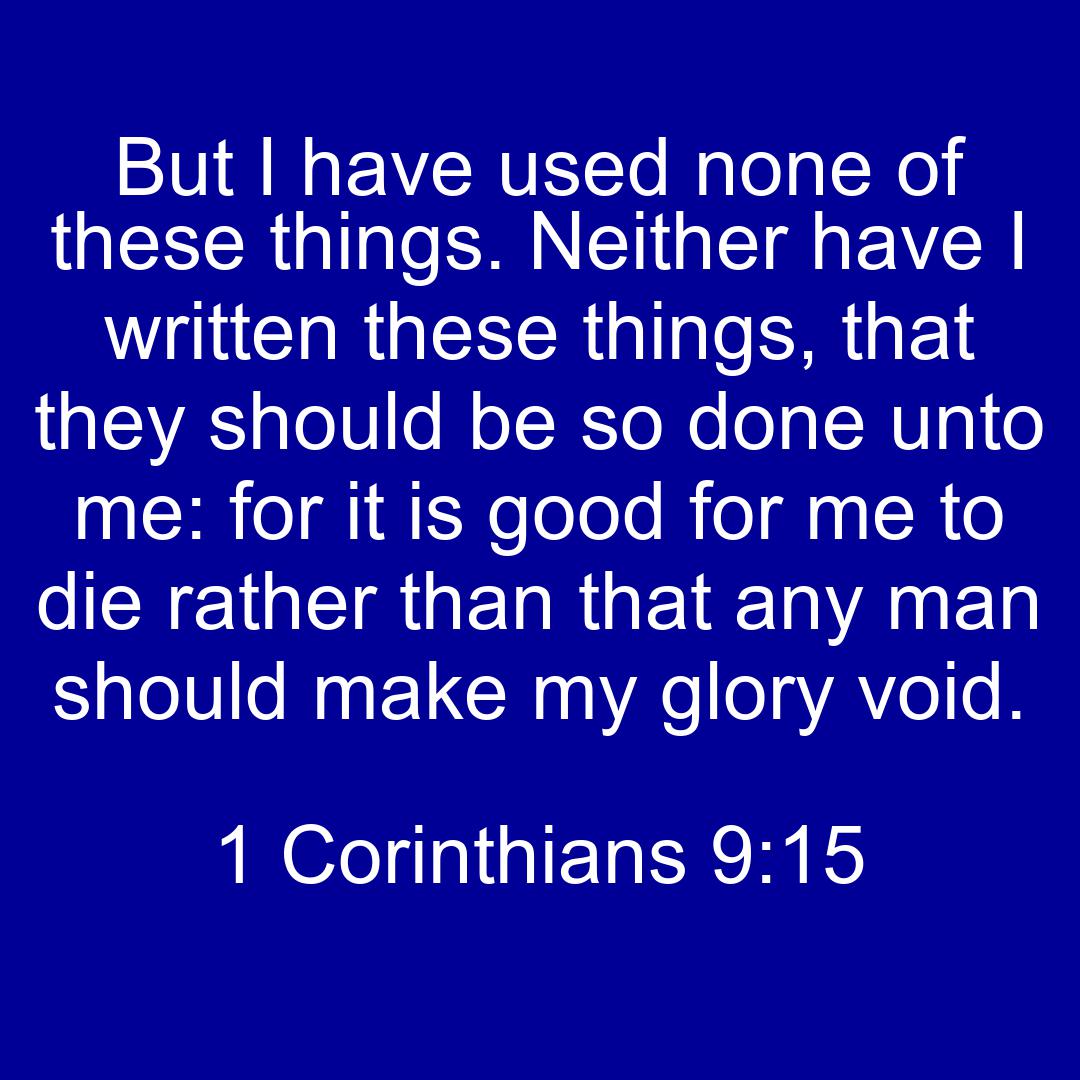 But I have used none of
these things. Neither have I
written these things, that
they should be so done unto
me: for it is good for me to
die rather than that any man
should make my glory void.
1 Corinthians 9:15